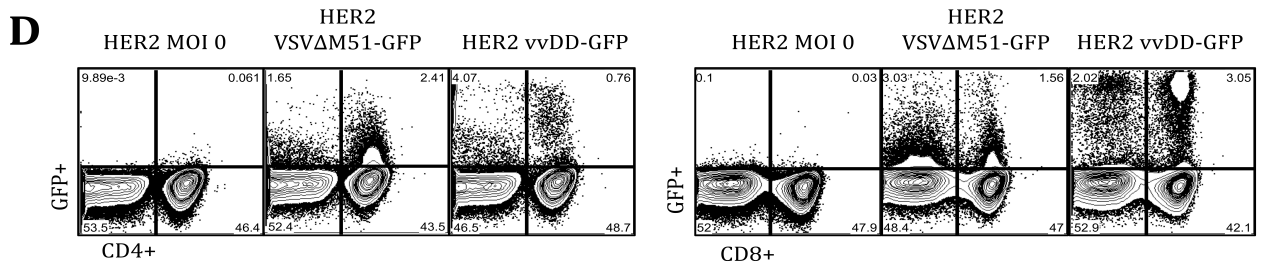 D
HER2 MOI 0
HER2
VSVΔM51-GFP
HER2 vvDD-GFP
9.89e-3 0.061 1.65 2.41 4.07 0.76
GFP+
53.5 46.4 52.4 43.5 46.5 48.7
CD4+
HER2 MOI 0
HER2
VSVΔM51-GFP
HER2 vvDD-GFP
0.1 0.03 3.03 1.56 2.02 3.05
GFP+
52 47.9 48.4 47 52.9 42.1
CD8+